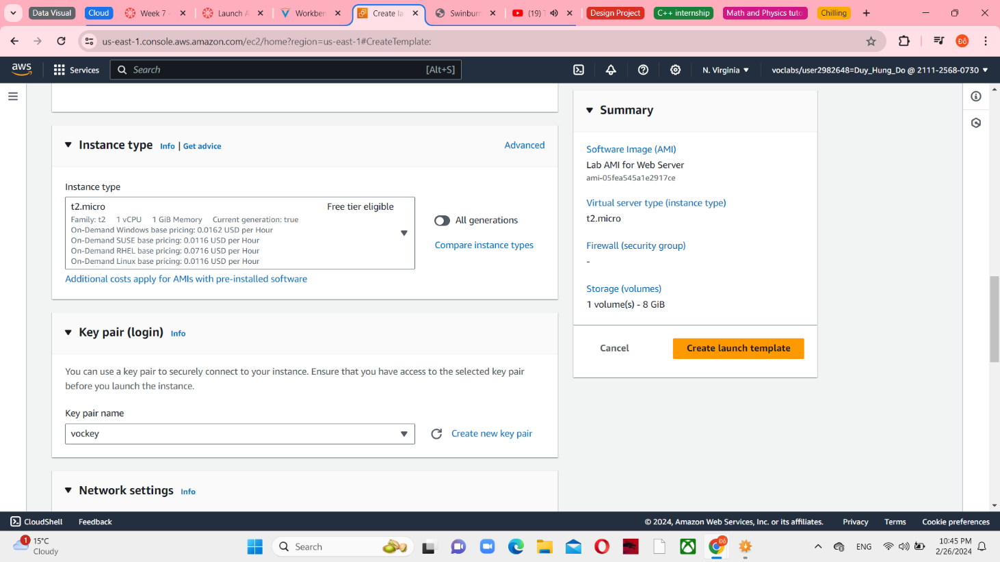 Data Visual
Cloud
Week 7 -
Launch A
Workben
Create la
Swinburn
(19) T
Design Project
C++ internship
Math and Physics tuto
Chilling
us-east-1.console.aws.amazon.com/ec2/home?region=us-east-1#CreateTemplate:
Đỗ
aws
Services
Search
[Alt+S]
N. Virginia
voclabs/user2982648=Duy_Hung_Do @ 2111-2568-0730
Instance type Info | Get advice
Advanced
Instance type
t2.micro Free tier eligible
Family: t2 1 vCPU 1 GiB Memory Current generation: true
On-Demand Windows base pricing: 0.0162 USD per Hour
On-Demand SUSE base pricing: 0.0116 USD per Hour
On-Demand RHEL base pricing: 0.0716 USD per Hour
On-Demand Linux base pricing: 0.0116 USD per Hour
All generations
Compare instance types
Additional costs apply for AMIs with pre-installed software
Key pair (login) Info
You can use a key pair to securely connect to your instance. Ensure that you have access to the selected key pair
before you launch the instance.
Key pair name
vockey
Create new key pair
Network settings Info
Summary
Software Image (AMI)
Lab AMI for Web Server
ami-05fea545a1e2917ce
Virtual server type (instance type)
t2.micro
Firewall (security group)
-
Storage (volumes)
1 volume(s) - 8 GiB
Cancel
Create launch template
CloudShell
Feedback
© 2024, Amazon Web Services, Inc. or its affiliates.
Privacy
Terms
Cookie preferences
1
15°C
Cloudy
Search
Đỗ
ENG
10:45 PM
2/26/2024